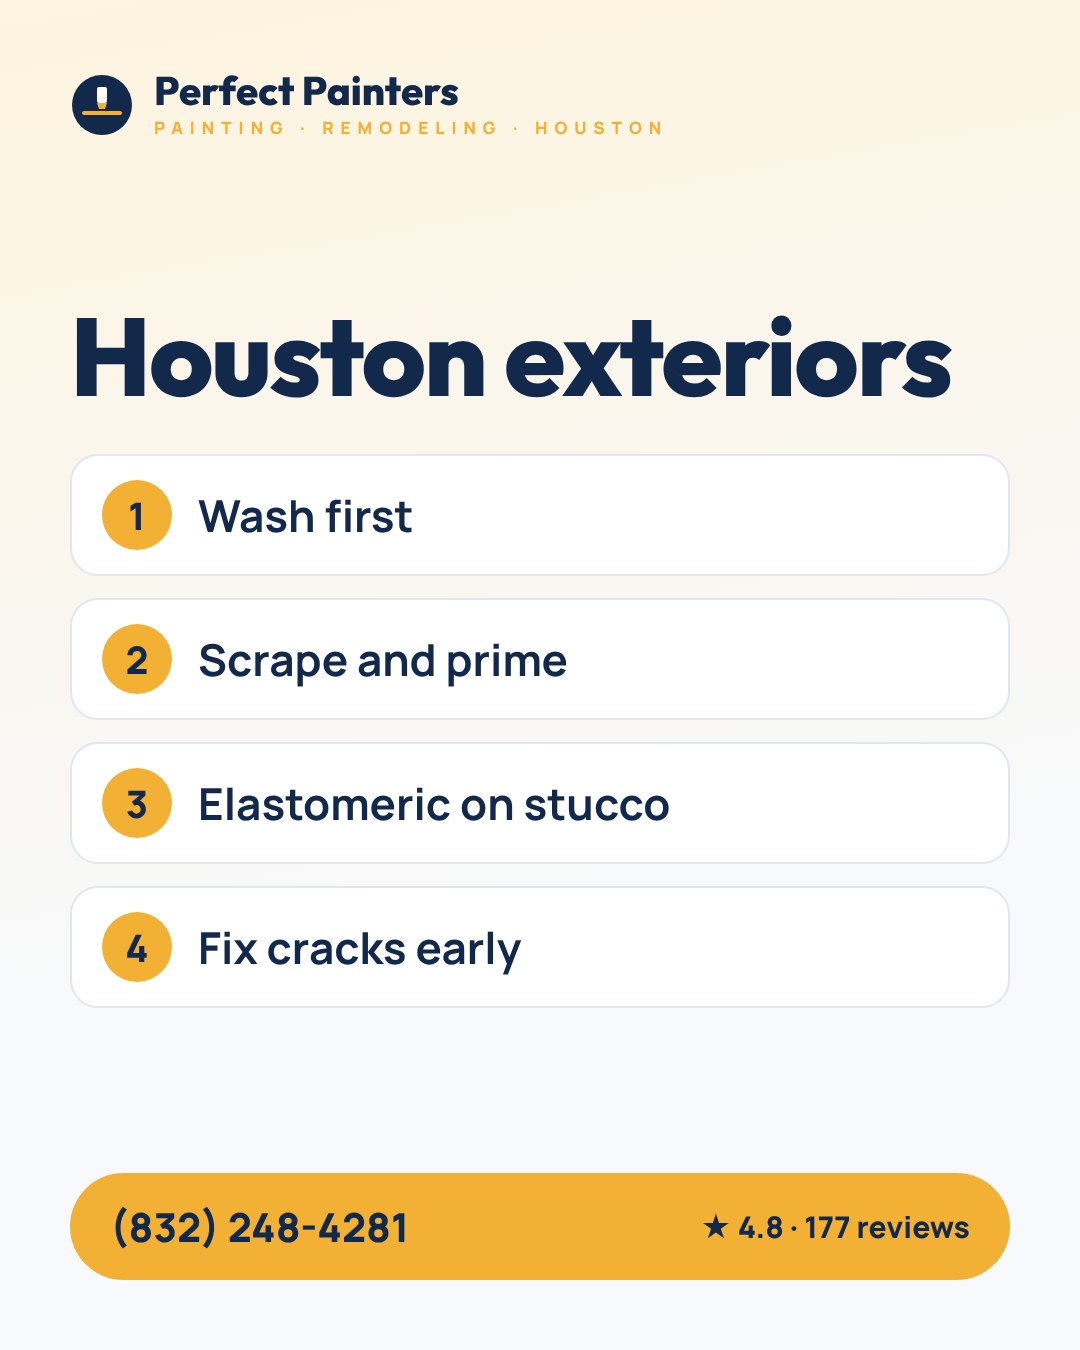 Perfect Painters
PAINTING · REMODELING · HOUSTON
Houston exteriors
1 Wash first
2 Scrape and prime
3 Elastomeric on stucco
4 Fix cracks early
(832) 248-4281 ★ 4.8 · 177 reviews